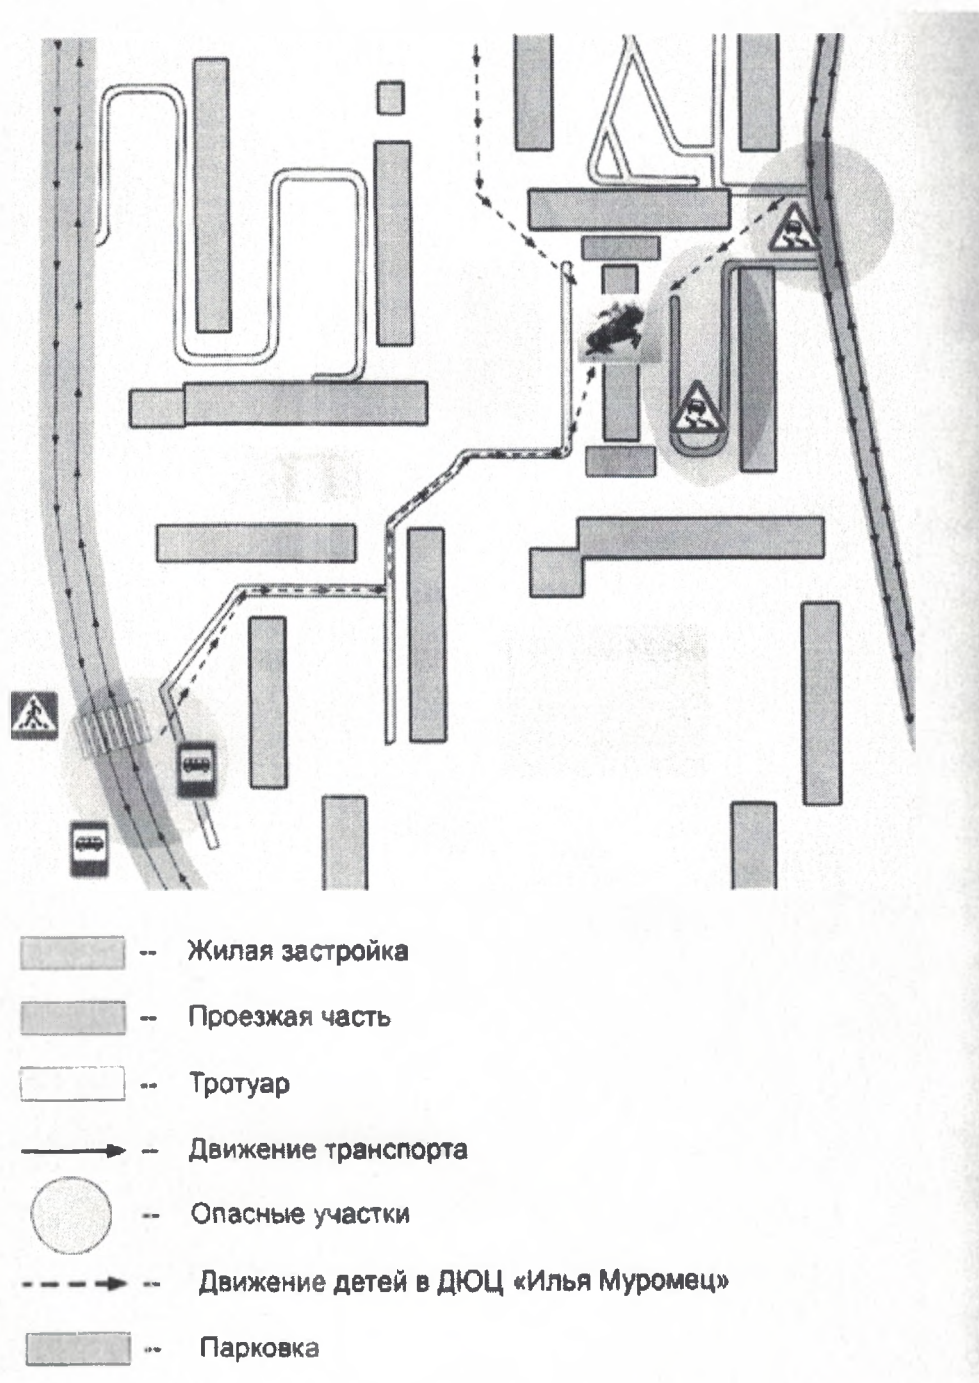 -- Жилая застройка
-- Проезжая часть
-- Тротуар
-- Движение транспорта
-- Опасные участки
-- Движение детей в ДЮЦ «Илья Муромец»
-- Парковка